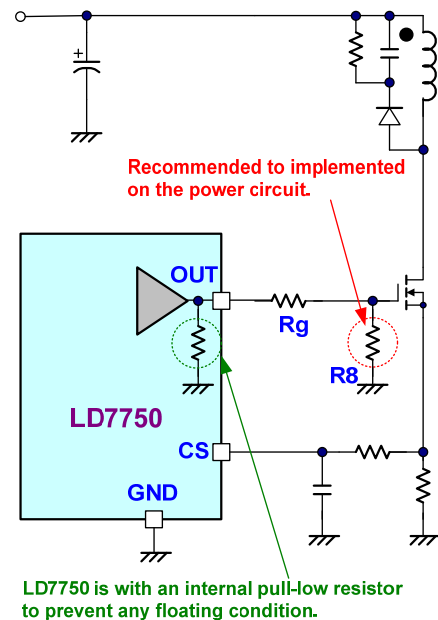 Recommended to implemented
on the power circuit.
OUT
Rg
R8
LD7750
CS
GND
LD7750 is with an internal pull-low resistor
to prevent any floating condition.
+